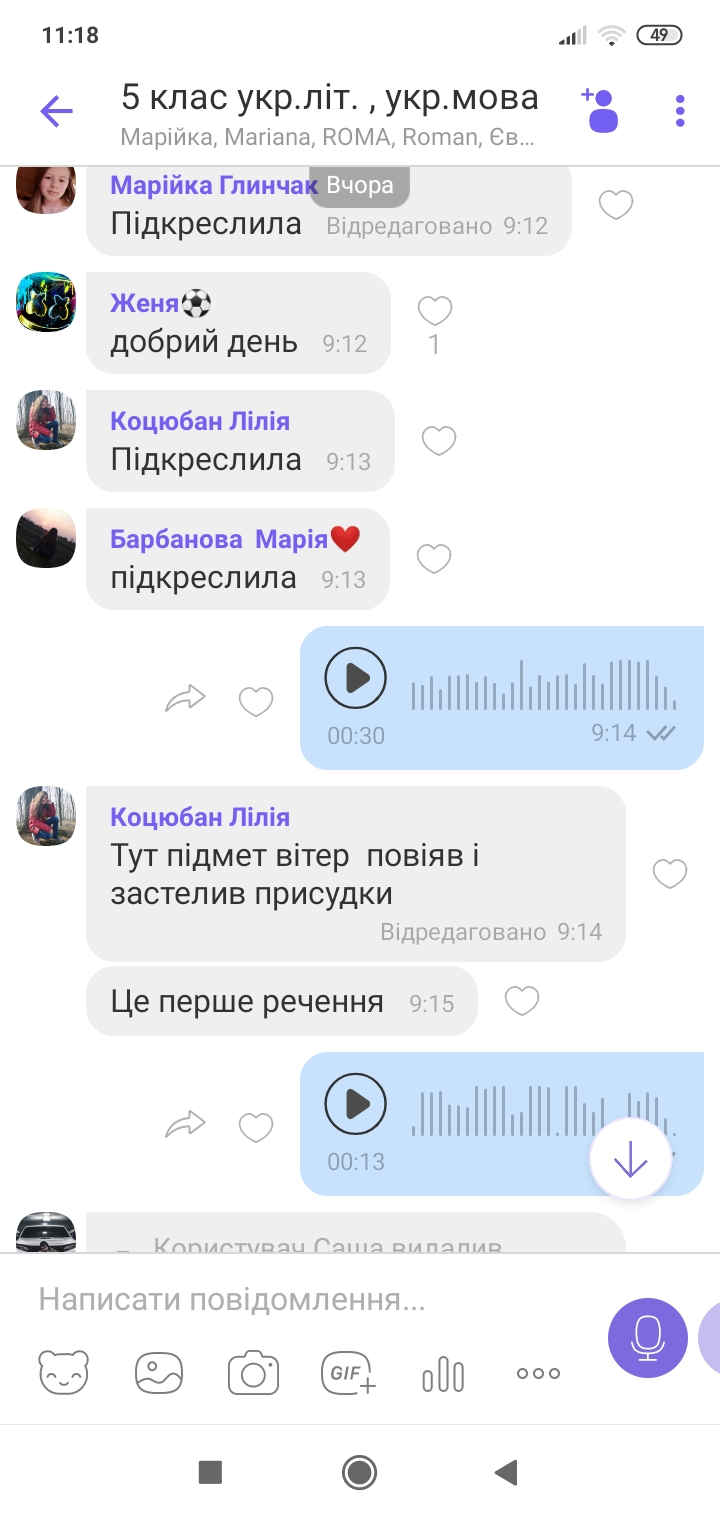 11:18
49
5 клас укр.літ. , укр.мова
Марійка, Mariana, ROMA, Roman, Єв...
Марійка Глинчак
Вчора
Підкреслила Відредаговано 9:12
Женя
добрий день 9:12
1
Коцюбан Лілія
Підкреслила 9:13
Барбанова Марія
підкреслила 9:13
00:30 9:14
Коцюбан Лілія
Тут підмет вітер повіяв і
застелив присудки
Відредаговано 9:14
Це перше речення 9:15
00:13
Користувач Саша видалив
Написати повідомлення...
GIF